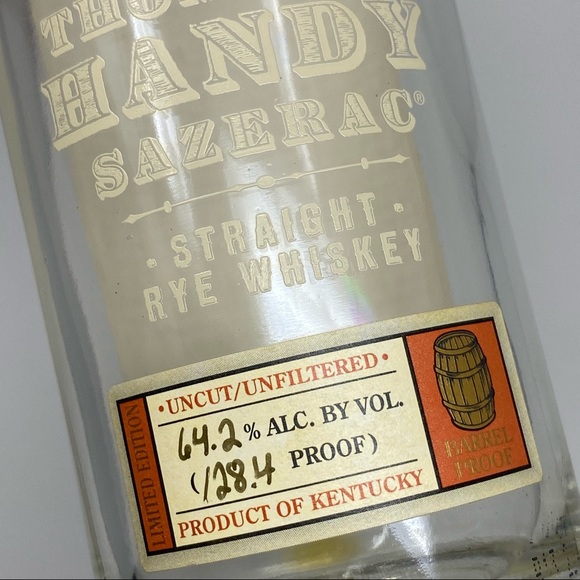 HANDY
SAZERAC®
· STRAIGHT ·
RYE WHISKEY
LIMITED EDITION
• UNCUT/UNFILTERED •
64.2% ALC. BY VOL.
(128.4 PROOF)
PRODUCT OF KENTUCKY
BARREL
PROOF